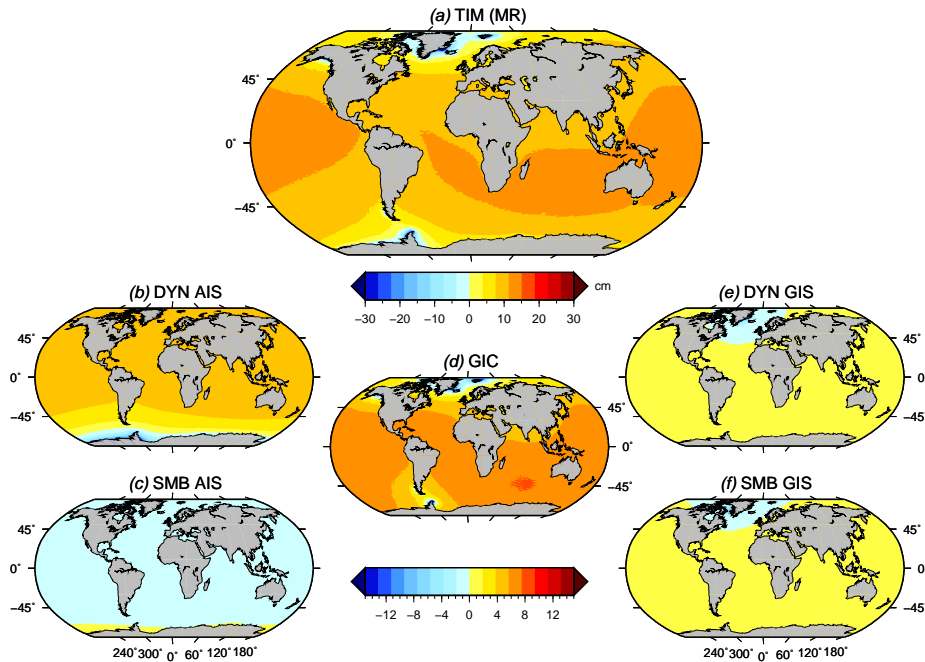 (a) TIM (MR)
45°
0°
−45°
cm
−30 −20 −10 0 10 20 30
(b) DYN AIS
45°
0°
−45°
(e) DYN GIS
45°
0°
−45°
(d) GIC
45°
0°
−45°
(c) SMB AIS
45°
0°
−45°
240°300° 0° 60°120°180°
(f) SMB GIS
45°
0°
−45°
240°300° 0° 60°120°180°
−12 −8 −4 0 4 8 12